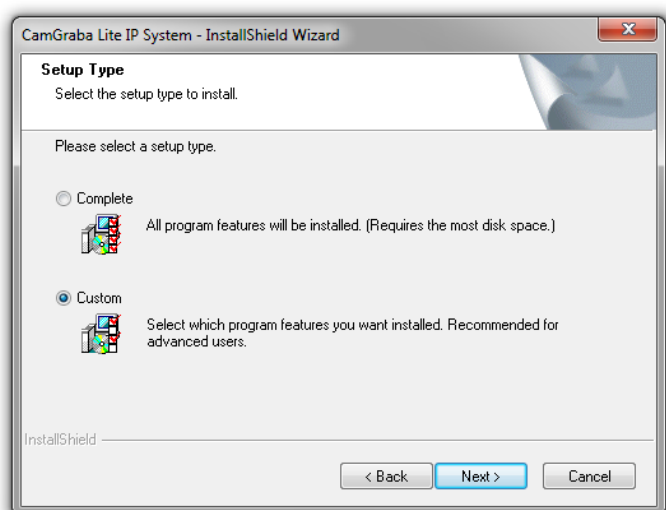 CamGraba Lite IP System - InstallShield Wizard
Setup Type
Select the setup type to install.
Please select a setup type.
Complete
All program features will be installed. (Requires the most disk space.)
Custom
Select which program features you want installed. Recommended for
advanced users.
InstallShield
< Back
Next >
Cancel